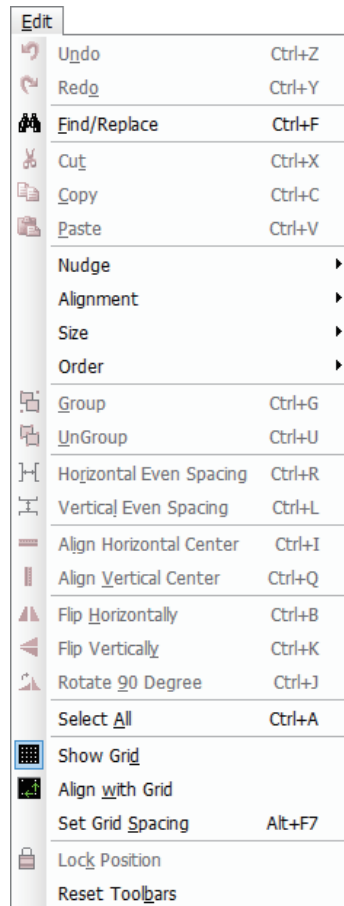 Edit
Undo Ctrl+Z
Redo Ctrl+Y
Find/Replace Ctrl+F
Cut Ctrl+X
Copy Ctrl+C
Paste Ctrl+V
Nudge
Alignment
Size
Order
Group Ctrl+G
UnGroup Ctrl+U
Horizontal Even Spacing Ctrl+R
Vertical Even Spacing Ctrl+L
Align Horizontal Center Ctrl+I
Align Vertical Center Ctrl+Q
Flip Horizontally Ctrl+B
Flip Vertically Ctrl+K
Rotate 90 Degree Ctrl+J
Select All Ctrl+A
Show Grid
Align with Grid
Set Grid Spacing Alt+F7
Lock Position
Reset Toolbars